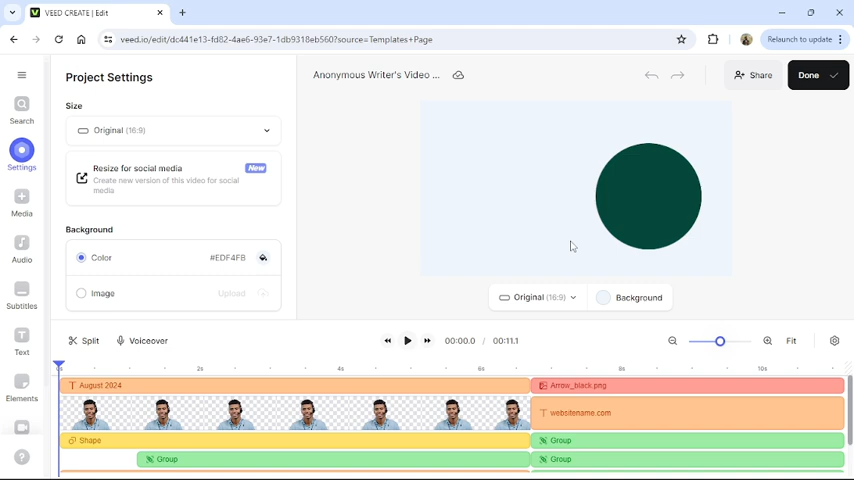 VEED CREATE | Edit
veed.io/edit/dc441e13-fd82-4ae6-93e7-1db9318eb560?source=Templates+Page
Relaunch to update
Project Settings
Anonymous Writer's Video ...
Share
Done
Search
Settings
Media
Audio
Subtitles
Text
Elements
Size
Original (16:9)
Resize for social media
New
Create new version of this video for social
media
Background
Color
#EDF4FB
Image
Upload
Original (16:9)
Background
Split
Voiceover
00:00.0 / 00:11.1
Fit
0s 2s 4s 6s 8s 10s
August 2024
Arrow_black.png
websitename.com
Shape
Group
Group
Group